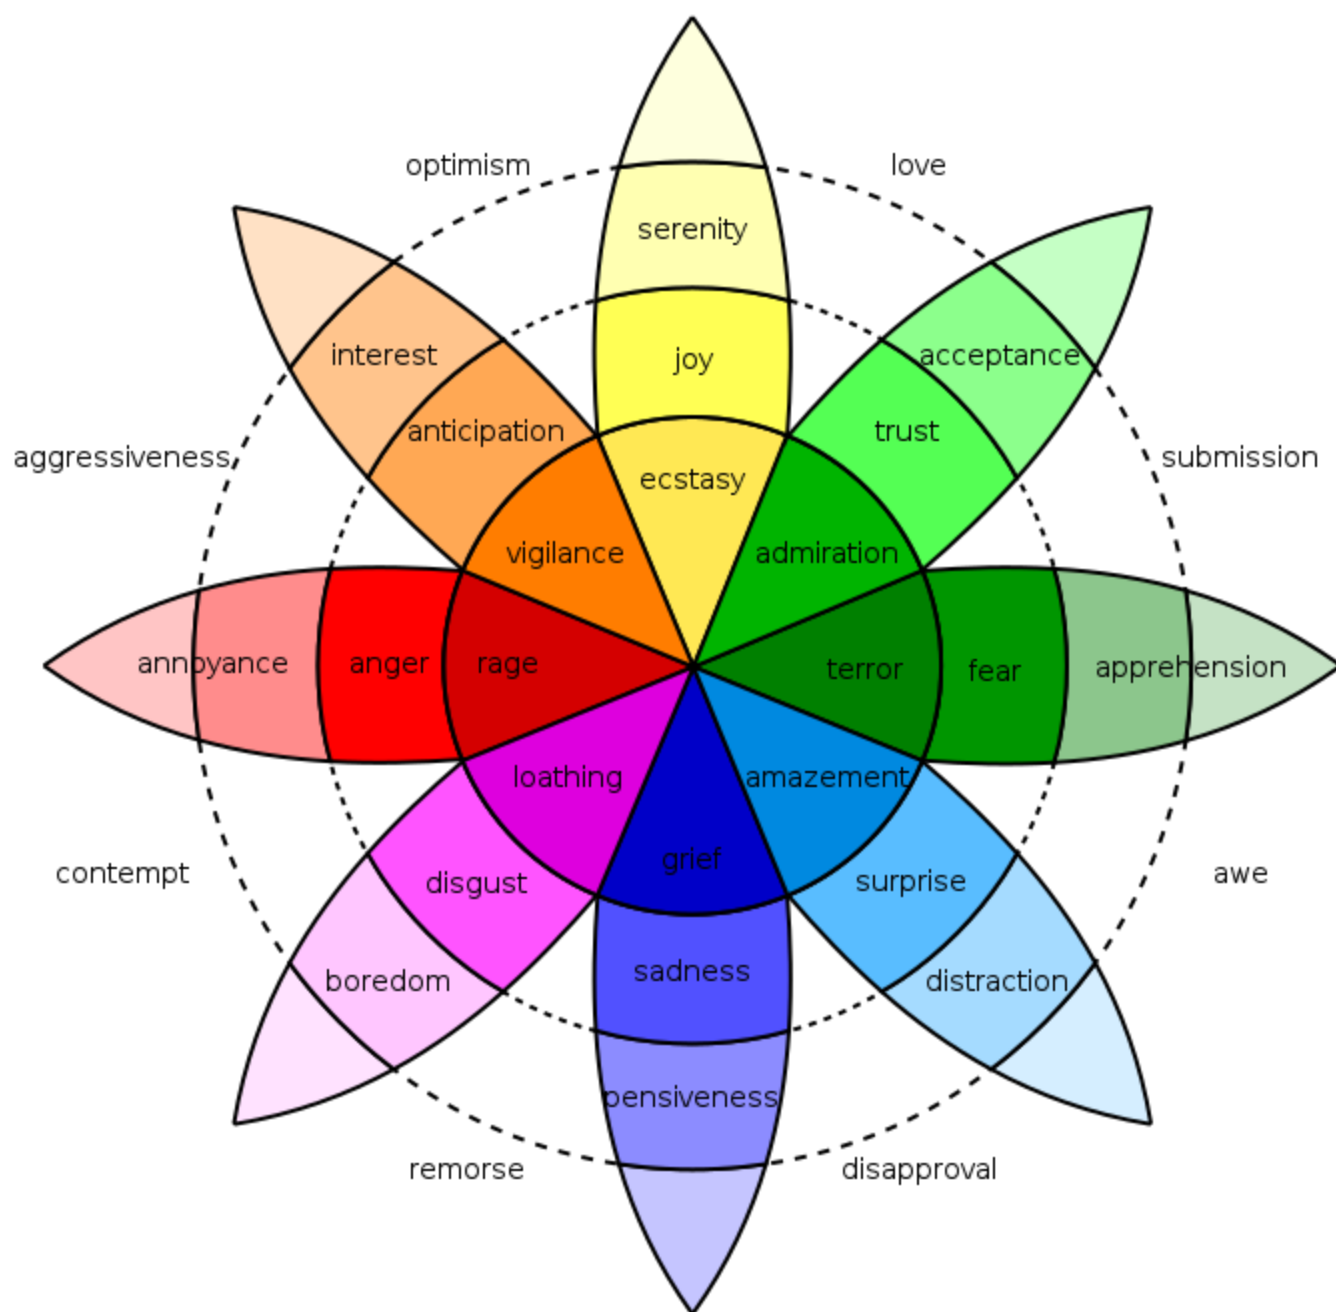 optimism
love
serenity
interest
joy
acceptance
anticipation
trust
aggressiveness
submission
ecstasy
vigilance
admiration
annoyance
anger
rage
terror
fear
apprehension
loathing
amazement
contempt
grief
awe
disgust
surprise
boredom
sadness
distraction
pensiveness
remorse
disapproval